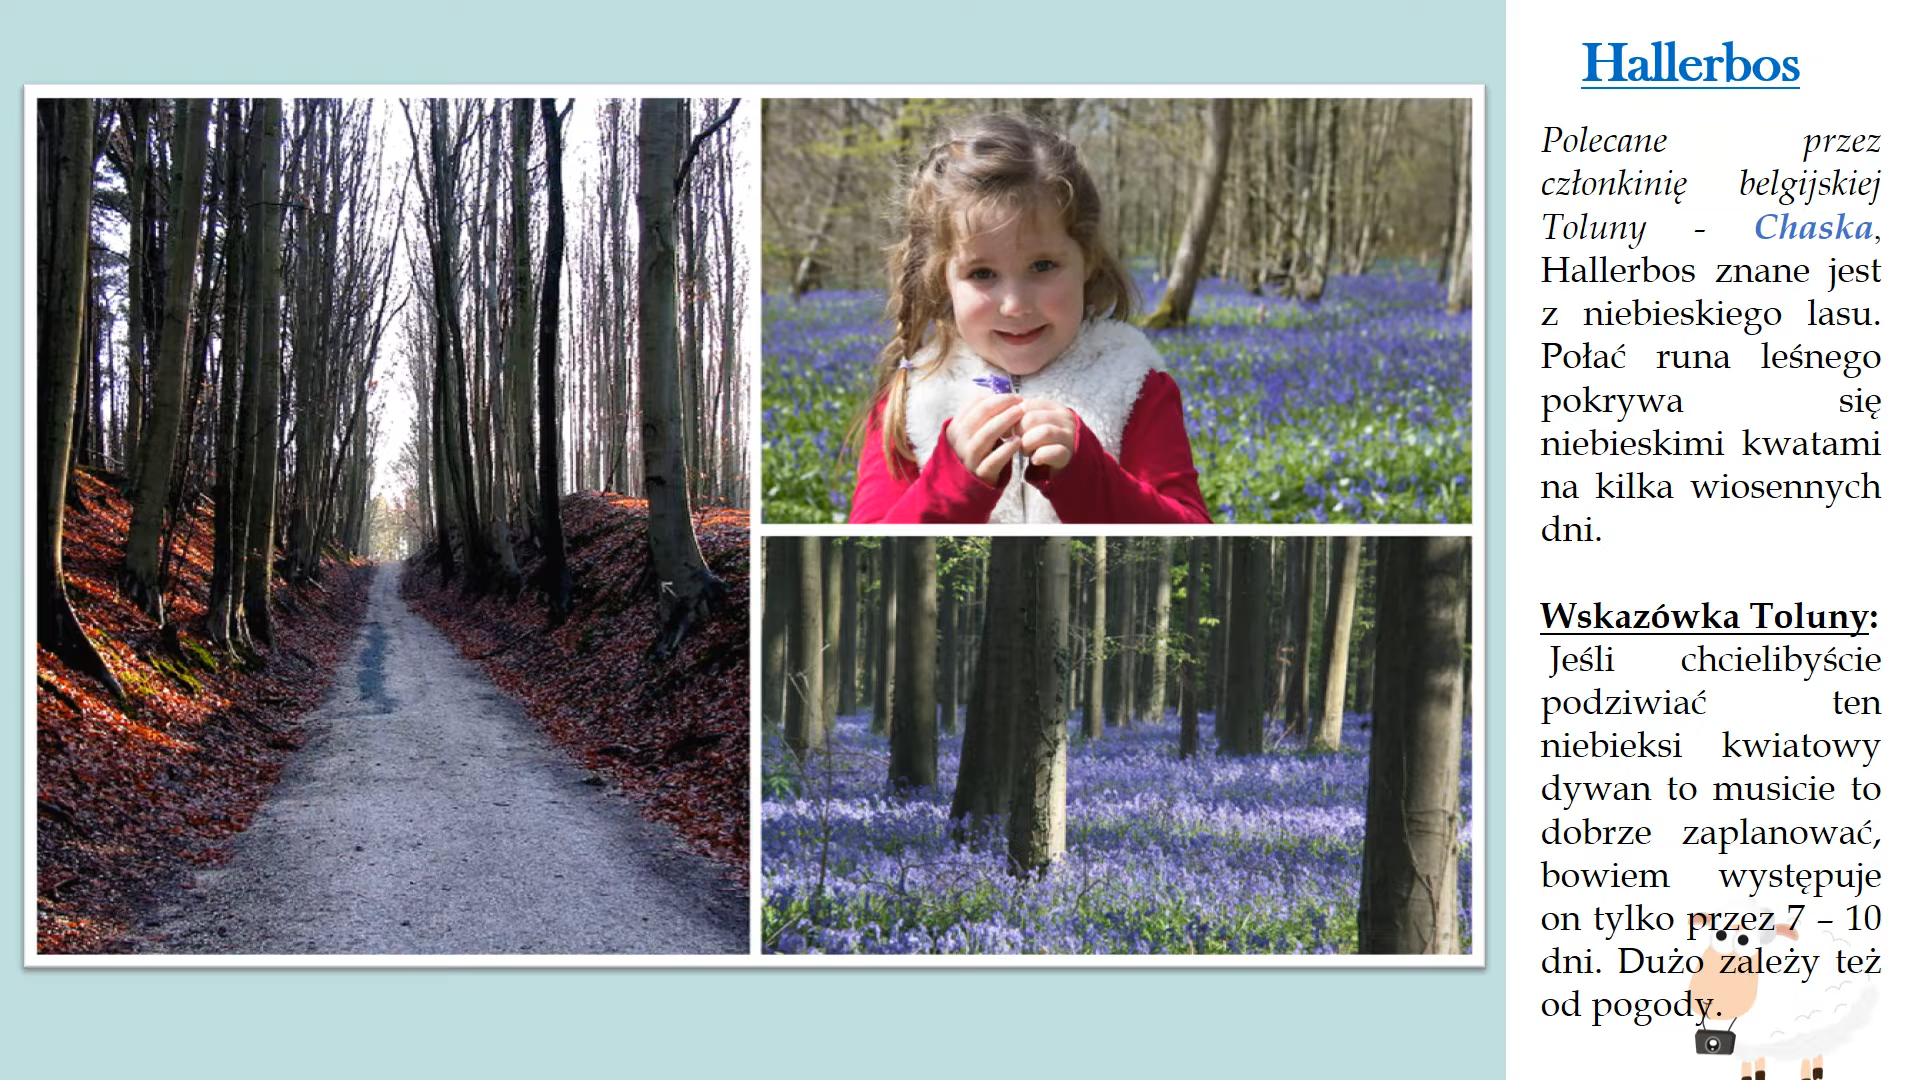 Hallerbos
Polecane przez
członkinię belgijskiej
Toluny - Chaska,
Hallerbos znane jest
z niebieskiego lasu.
Połać runa leśnego
pokrywa się
niebieskimi kwatami
na kilka wiosennych
dni.
Wskazówka Toluny:
Jeśli chcielibyście
podziwiać ten
niebieksi kwiatowy
dywan to musicie to
dobrze zaplanować,
bowiem występuje
on tylko przez 7 – 10
dni. Dużo zależy też
od pogody.